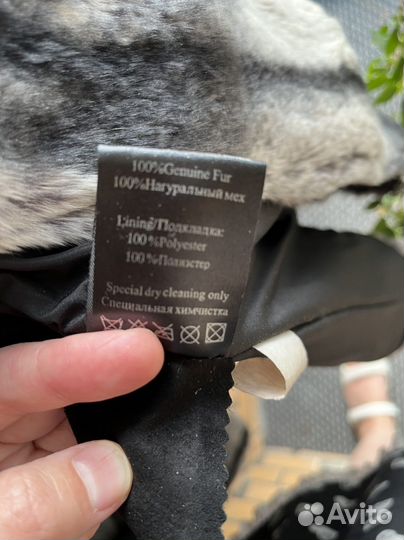 100%Genuine Fur
100%Натуральный мех
Lining/Подкладка:
100%Polyester
100%Полиэстер
Special dry cleaning only
Специальная химчистка
Avito